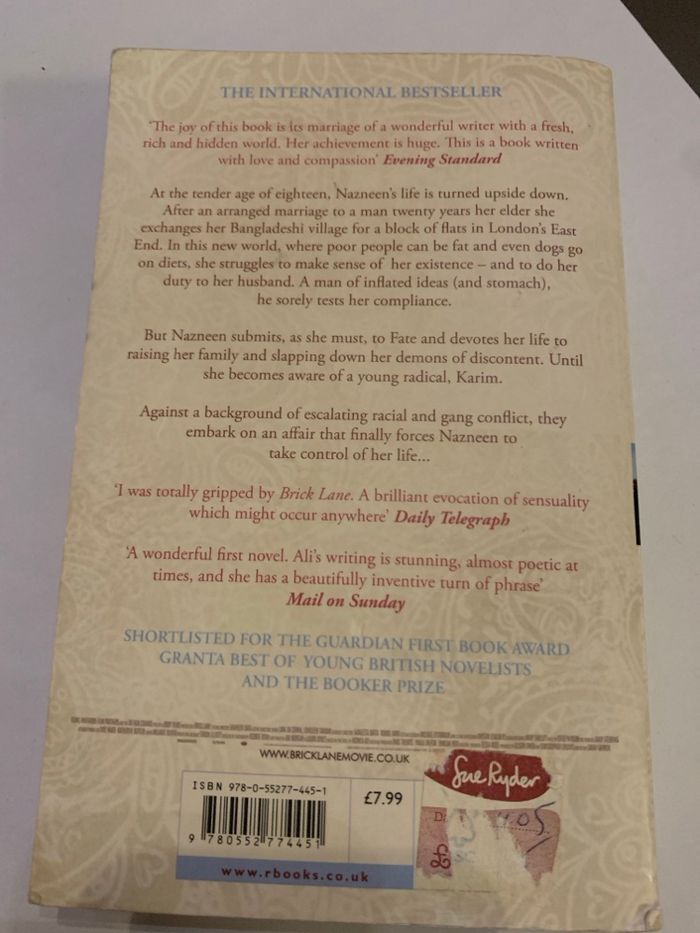 THE INTERNATIONAL BESTSELLER
'The joy of this book is its marriage of a wonderful writer with a fresh,
rich and hidden world. Her achievement is huge. This is a book written
with love and compassion' Evening Standard
At the tender age of eighteen, Nazneen's life is turned upside down.
After an arranged marriage to a man twenty years her elder she
exchanges her Bangladeshi village for a block of flats in London's East
End. In this new world, where poor people can be fat and even dogs go
on diets, she struggles to make sense of her existence – and to do her
duty to her husband. A man of inflated ideas (and stomach),
he sorely tests her compliance.
But Nazneen submits, as she must, to Fate and devotes her life to
raising her family and slapping down her demons of discontent. Until
she becomes aware of a young radical, Karim.
Against a background of escalating racial and gang conflict, they
embark on an affair that finally forces Nazneen to
take control of her life...
'I was totally gripped by Brick Lane. A brilliant evocation of sensuality
which might occur anywhere' Daily Telegraph
'A wonderful first novel. Ali's writing is stunning, almost poetic at
times, and she has a beautifully inventive turn of phrase'
Mail on Sunday
SHORTLISTED FOR THE GUARDIAN FIRST BOOK AWARD
GRANTA BEST OF YOUNG BRITISH NOVELISTS
AND THE BOOKER PRIZE
WWW.BRICKLANEMOVIE.CO.UK
Sue Ryder
ISBN 978-0-55277-445-1
£7.99
9 780552 774451
www.rbooks.co.uk